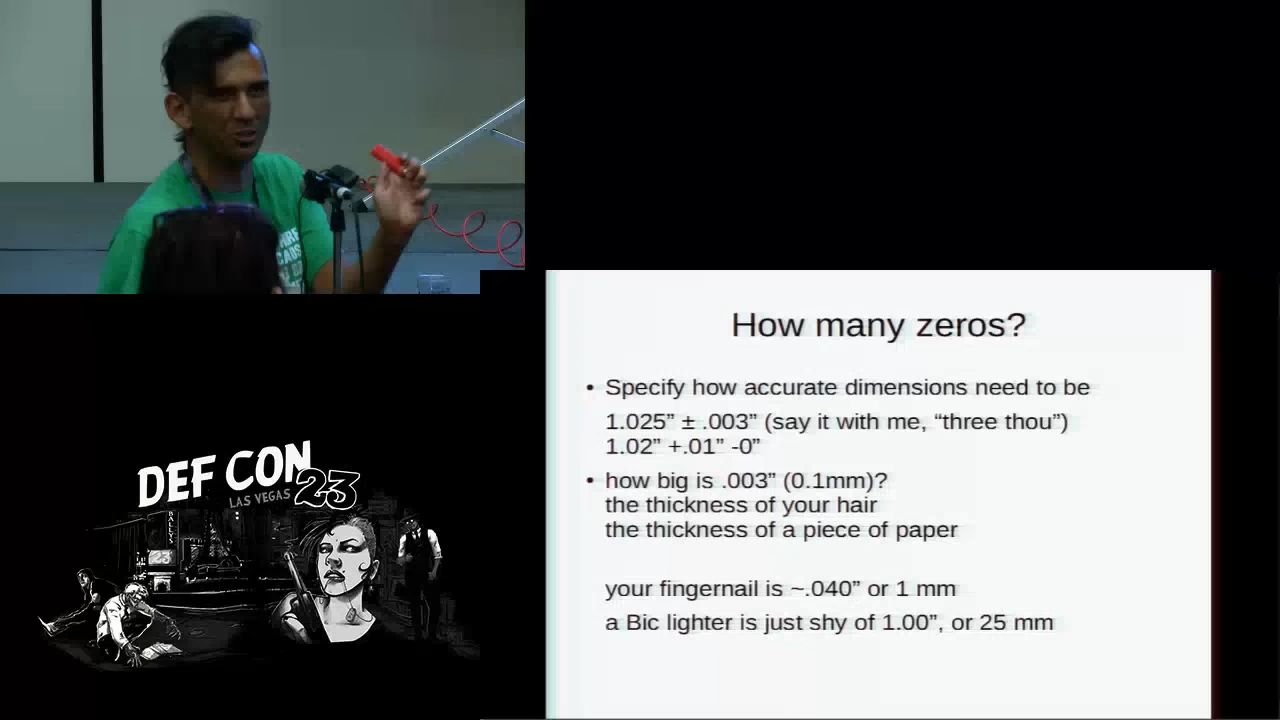 How many zeros?
• Specify how accurate dimensions need to be
1.025” ± .003” (say it with me, “three thou”)
1.02” +.01” -0”
• how big is .003” (0.1mm)?
the thickness of your hair
the thickness of a piece of paper
your fingernail is ~.040” or 1 mm
a Bic lighter is just shy of 1.00”, or 25 mm
DEF CON
LAS VEGAS 23
BALLY'S
23